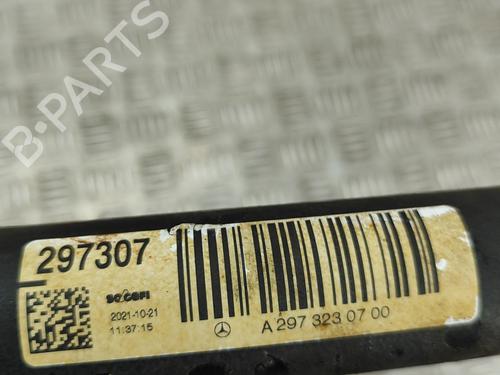 B-PARTS
297307
SOGEFI
2021-10-21
11:37:15
A 297 323 07 00